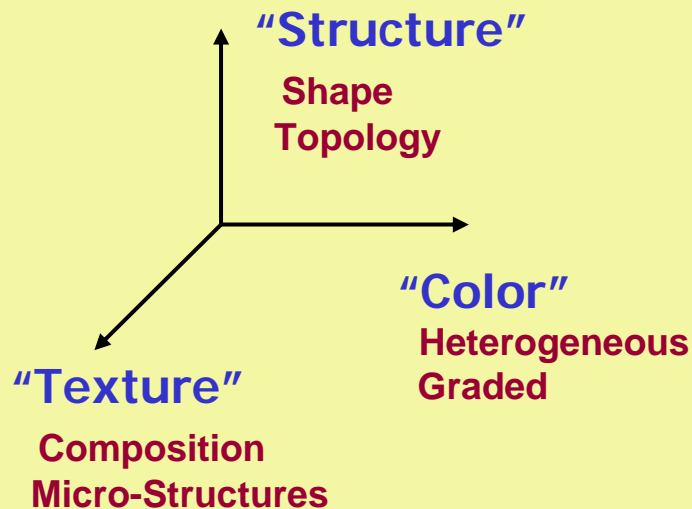 “Structure”
Shape
Topology
“Color”
Heterogeneous
Graded
“Texture”
Composition
Micro-Structures